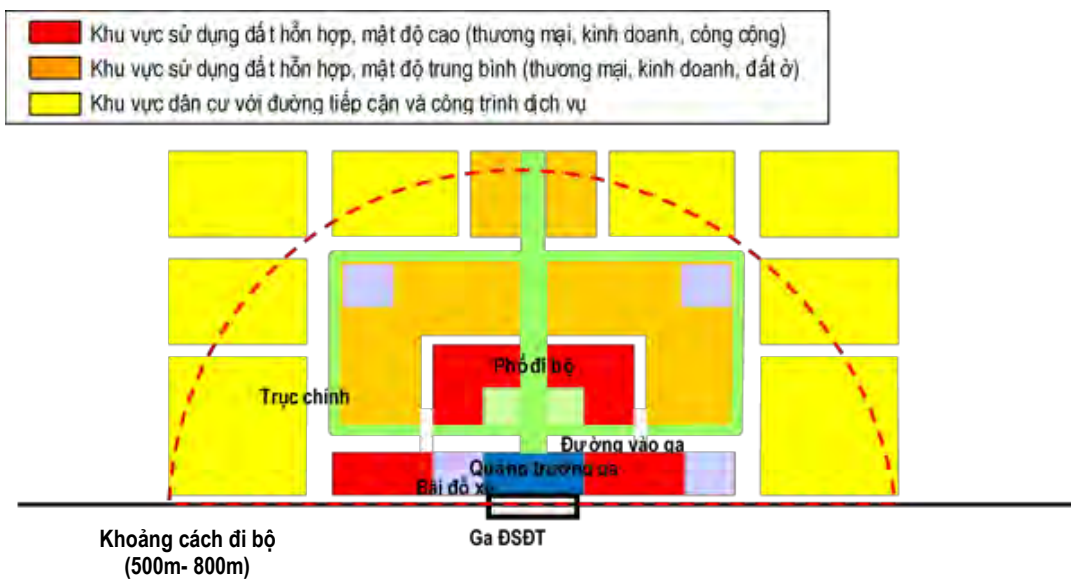 Khu vực sử dụng đất hỗn hợp, mật độ cao (thương mại, kinh doanh, công cộng)
Khu vực sử dụng đất hỗn hợp, mật độ trung bình (thương mại, kinh doanh, đất ở)
Khu vực dân cư với đường tiếp cận và công trình dịch vụ
Phố đi bộ
Trục chính
Đường vào ga
Quảng trường ga
Bãi đỗ xe
Ga ĐSĐT
Khoảng cách đi bộ
(500m- 800m)